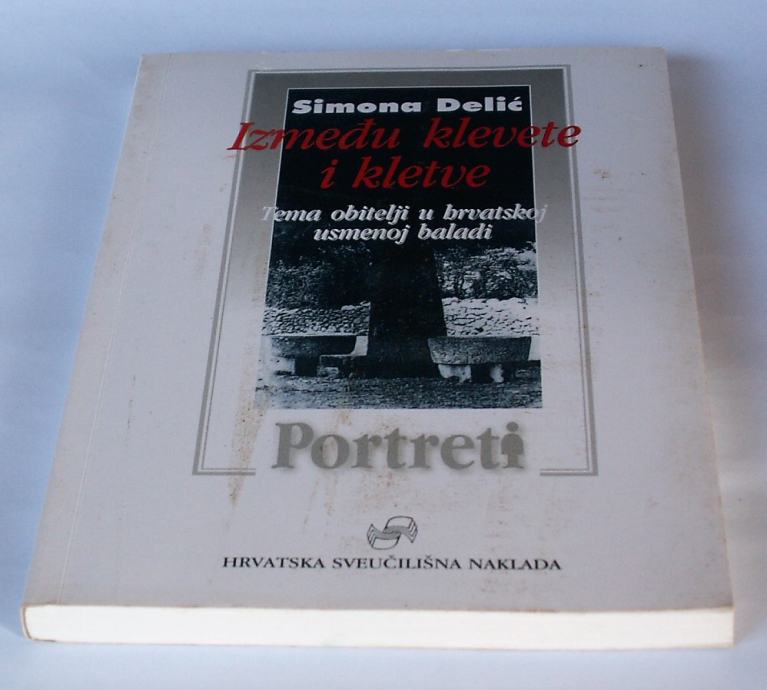 Simona Delić
Između klevete
i kletve
Tema obitelji u hrvatskoj
usmenoj baladi
Portreti
HRVATSKA SVEUČILIŠNA NAKLADA